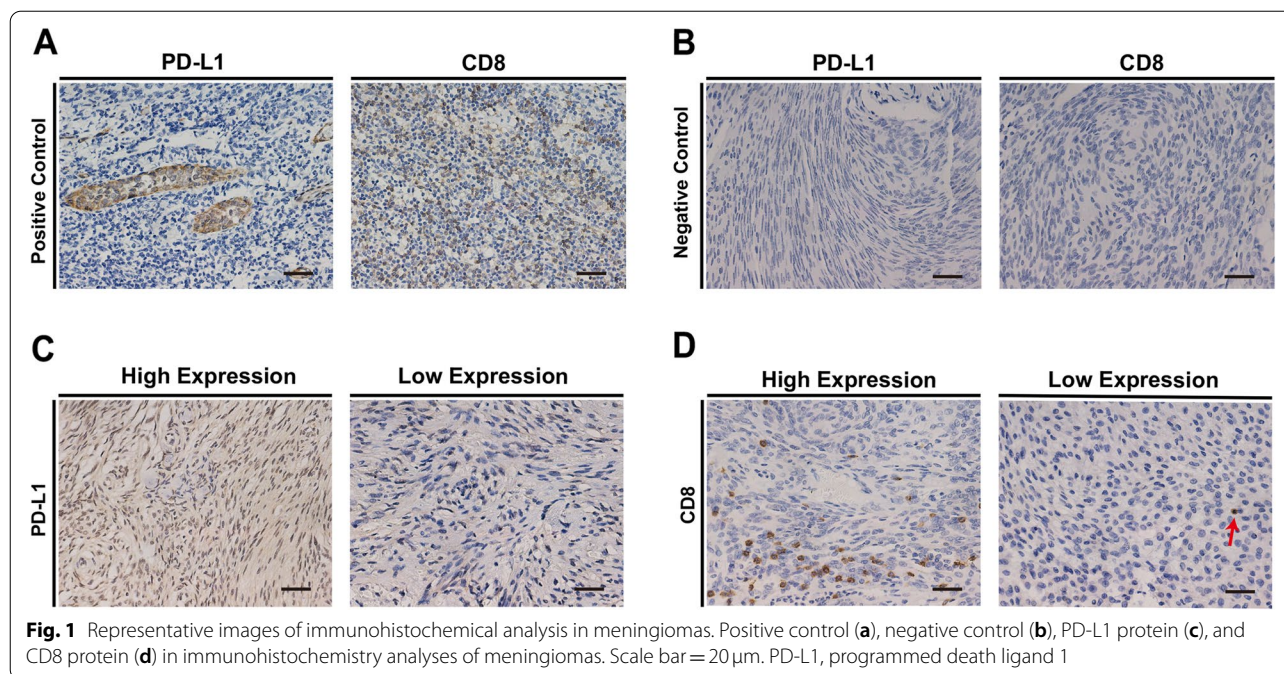 A
PD-L1
CD8
Positive Control
B
PD-L1
CD8
Negative Control
C
High Expression
Low Expression
PD-L1
D
High Expression
Low Expression
CD8
Fig. 1 Representative images of immunohistochemical analysis in meningiomas. Positive control (a), negative control (b), PD-L1 protein (c), and
CD8 protein (d) in immunohistochemistry analyses of meningiomas. Scale bar = 20 μm. PD-L1, programmed death ligand 1